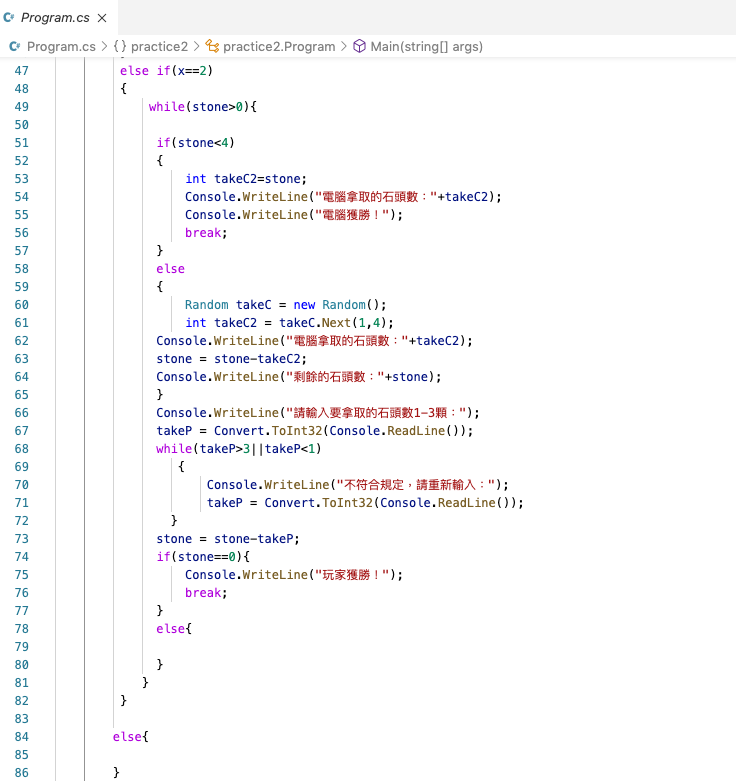 Program.cs ×
Program.cs > {} practice2 > practice2.Program > Main(string[] args)
47 else if(x==2)
48 {
49 while(stone>0){
50
51 if(stone<4)
52 {
53 int takeC2=stone;
54 Console.WriteLine("電腦拿取的石頭數："+takeC2);
55 Console.WriteLine("電腦獲勝！");
56 break;
57 }
58 else
59 {
60 Random takeC = new Random();
61 int takeC2 = takeC.Next(1,4);
62 Console.WriteLine("電腦拿取的石頭數："+takeC2);
63 stone = stone-takeC2;
64 Console.WriteLine("剩餘的石頭數："+stone);
65 }
66 Console.WriteLine("請輸入要拿取的石頭數1-3顆：");
67 takeP = Convert.ToInt32(Console.ReadLine());
68 while(takeP>3||takeP<1)
69 {
70 Console.WriteLine("不符合規定，請重新輸入：");
71 takeP = Convert.ToInt32(Console.ReadLine());
72 }
73 stone = stone-takeP;
74 if(stone==0){
75 Console.WriteLine("玩家獲勝！");
76 break;
77 }
78 else{
79
80 }
81 }
82 }
83
84 else{
85
86 }